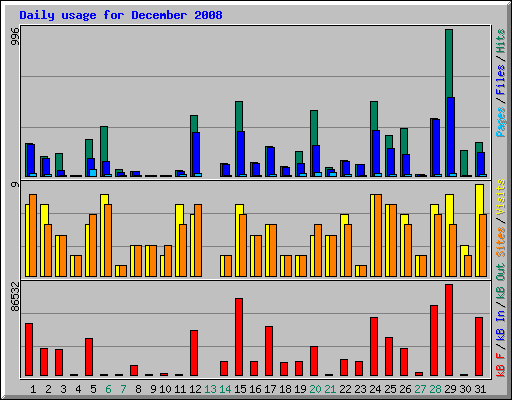 Daily usage for December 2008
996
Pages / Files / Hits
9
Sites / Visits
86532
kB F / kB In / kB Out
1 2 3 4 5 6 7 8 9 10 11 12 13 14 15 16 17 18 19 20 21 22 23 24 25 26 27 28 29 30 31